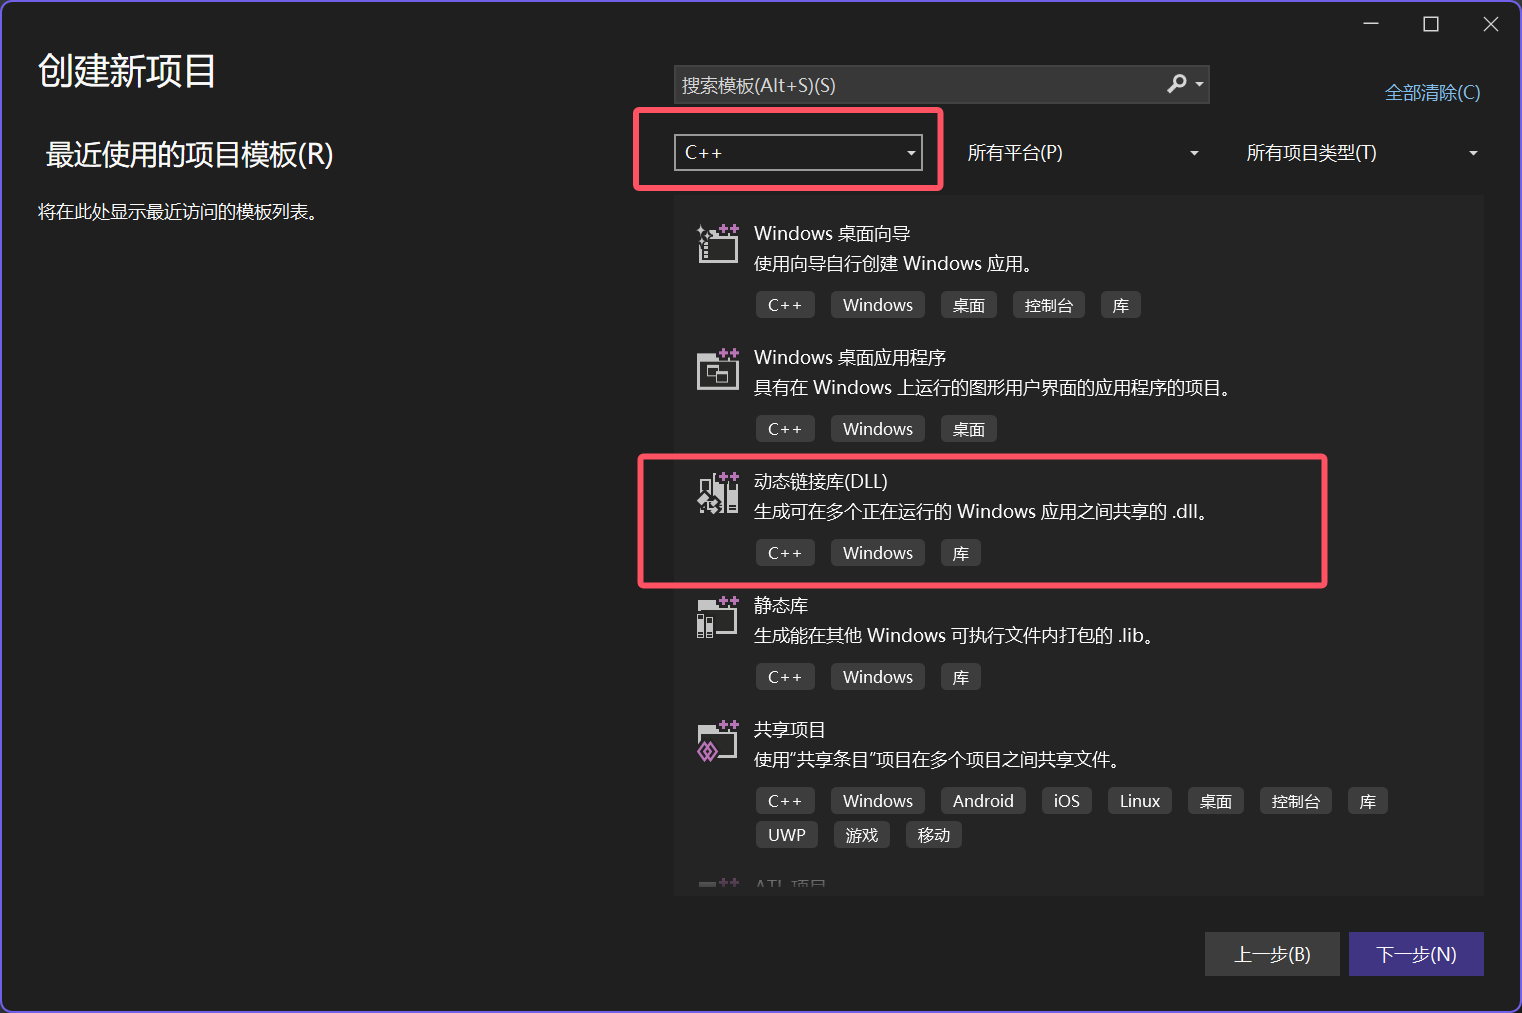 创建新项目
搜索模板(Alt+S)(S)
全部清除(C)
最近使用的项目模板(R)
C++
所有平台(P)
所有项目类型(T)
将在此处显示最近访问的模板列表。
Windows 桌面向导
使用向导自行创建 Windows 应用。
C++ Windows 桌面 控制台 库
Windows 桌面应用程序
具有在 Windows 上运行的图形用户界面的应用程序的项目。
C++ Windows 桌面
动态链接库(DLL)
生成可在多个正在运行的 Windows 应用之间共享的 .dll。
C++ Windows 库
静态库
生成能在其他 Windows 可执行文件内打包的 .lib。
C++ Windows 库
共享项目
使用“共享条目”项目在多个项目之间共享文件。
C++ Windows Android iOS Linux 桌面 控制台 库
UWP 游戏 移动
ATL 项目
上一步(B)
下一步(N)